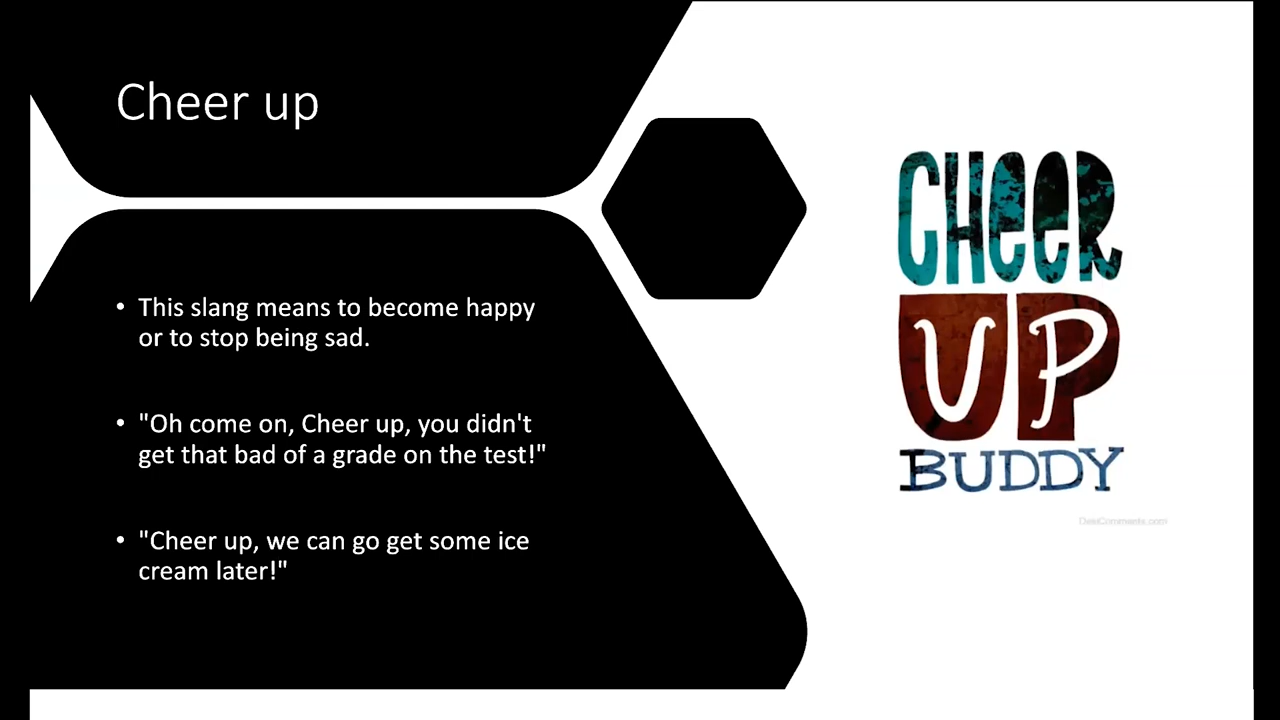 Cheer up
• This slang means to become happy
or to stop being sad.
• "Oh come on, Cheer up, you didn't
get that bad of a grade on the test!"
• "Cheer up, we can go get some ice
cream later!"
CHeeR
UP
BUDDY
DesiComments.com